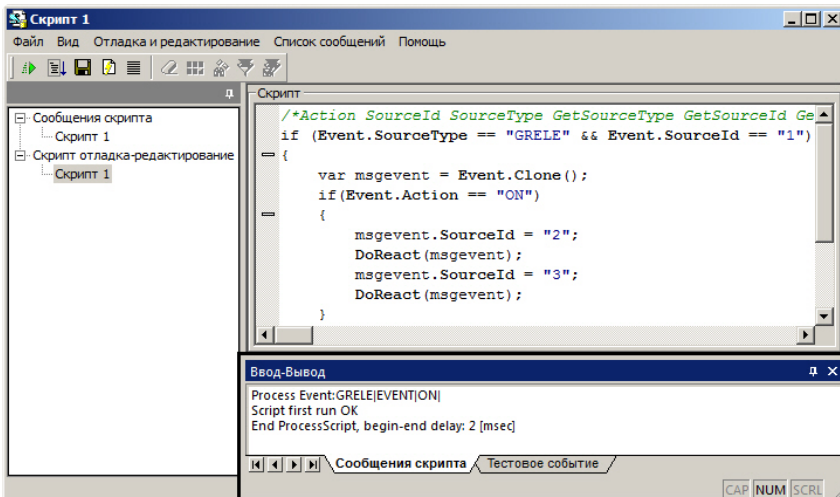 Скрипт 1
Файл Вид Отладка и редактирование Список сообщений Помощь
Сообщения скрипта
Скрипт 1
Скрипт отладка-редактирование
Скрипт 1
Скрипт
/*Action SourceId SourceType GetSourceType GetSourceId Ge
if (Event.SourceType == "GRELE" && Event.SourceId == "1")
{
var msgevent = Event.Clone();
if(Event.Action == "ON")
{
msgevent.SourceId = "2";
DoReact(msgevent);
msgevent.SourceId = "3";
DoReact(msgevent);
}
Ввод-Вывод
Process Event:GRELE|EVENT|ON|
Script first run OK
End ProcessScript, begin-end delay: 2 [msec]
Сообщения скрипта Тестовое событие
CAP NUM SCRL